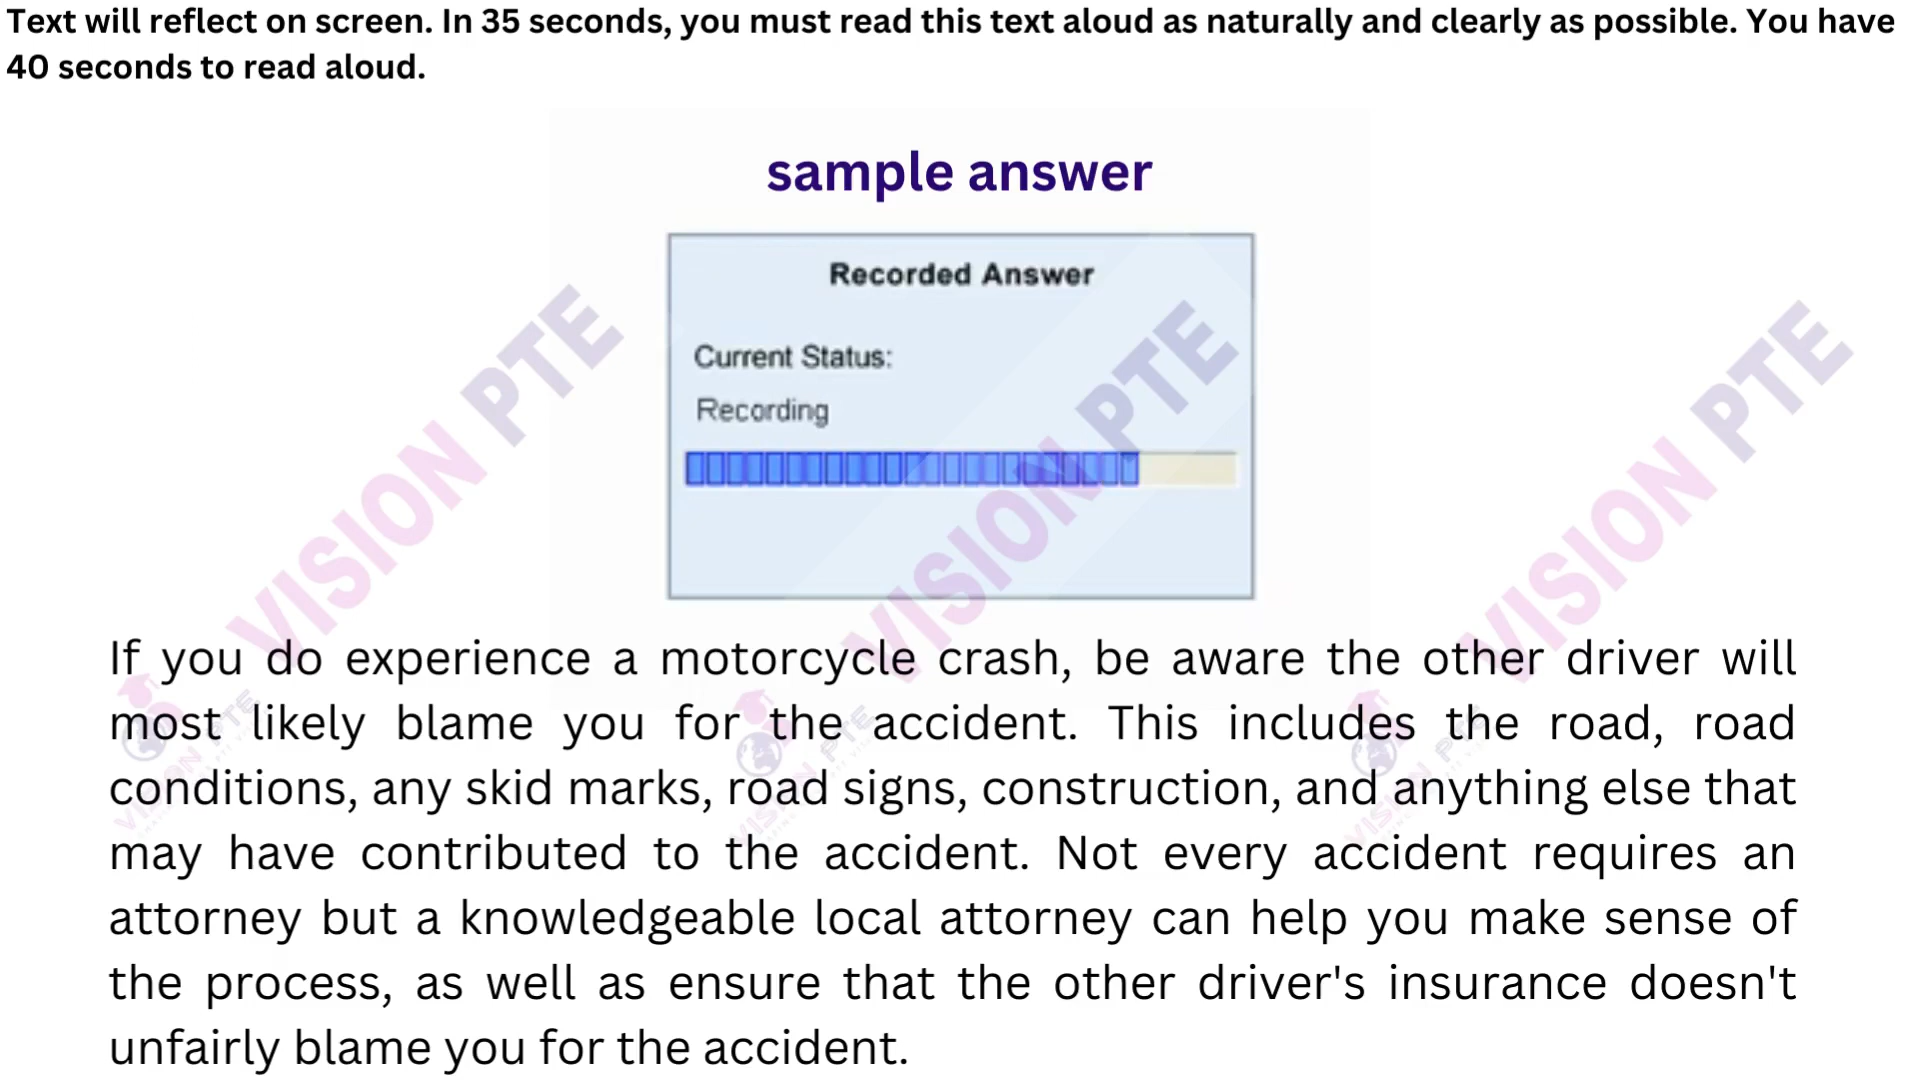 Text will reflect on screen. In 35 seconds, you must read this text aloud as naturally and clearly as possible. You have
40 seconds to read aloud.
sample answer
Recorded Answer
Current Status:
Recording
VISION PTE
VISION PTE
VISION PTE
If you do experience a motorcycle crash, be aware the other driver will
most likely blame you for the accident. This includes the road, road
conditions, any skid marks, road signs, construction, and anything else that
may have contributed to the accident. Not every accident requires an
attorney but a knowledgeable local attorney can help you make sense of
the process, as well as ensure that the other driver's insurance doesn't
unfairly blame you for the accident.
VISION PTE
VISION PTE
VISION PTE